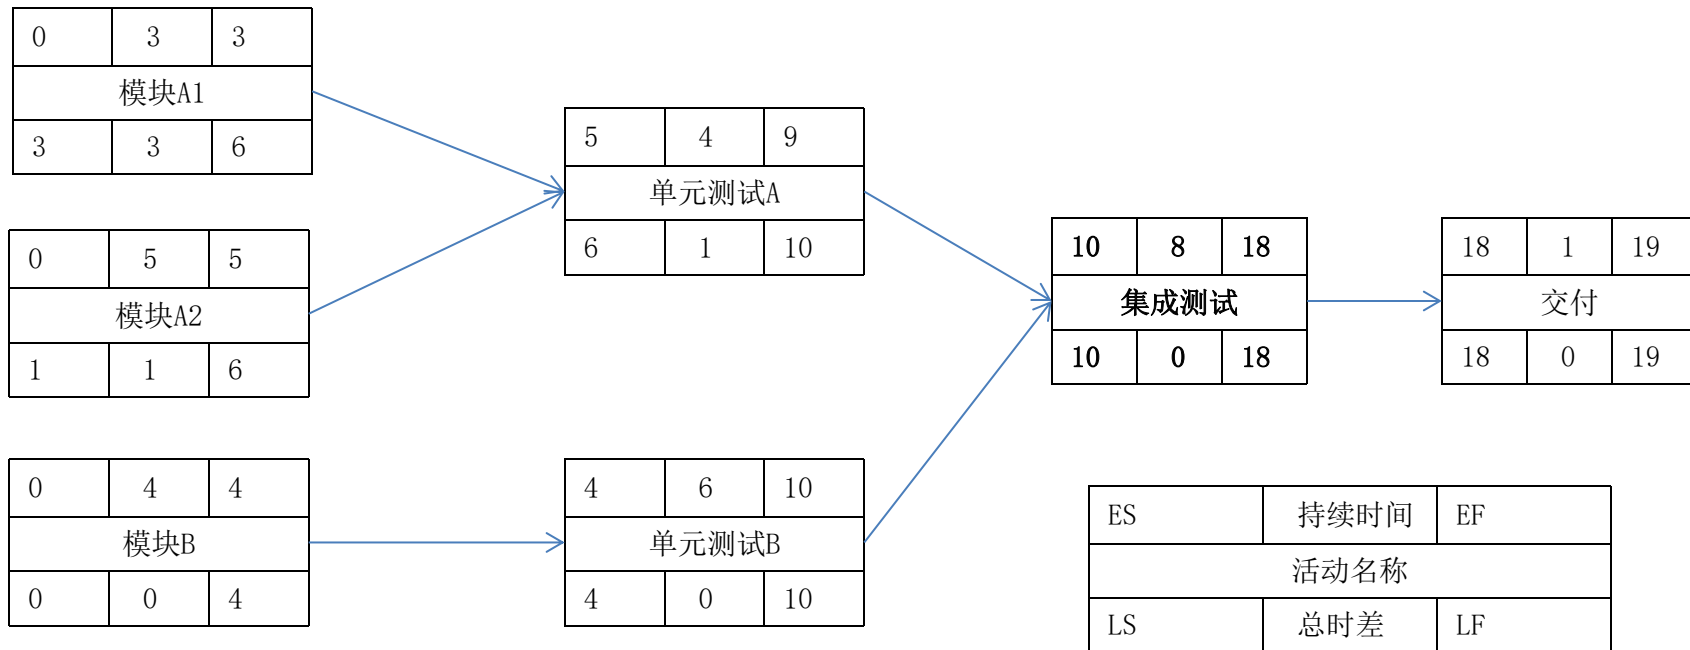 0 3 3
模块A1
3 3 6
5 4 9
单元测试A
6 1 10
0 5 5
模块A2
1 1 6
10 8 18
集成测试
10 0 18
18 1 19
交付
18 0 19
0 4 4
模块B
0 0 4
4 6 10
单元测试B
4 0 10
ES 持续时间 EF
活动名称
LS 总时差 LF